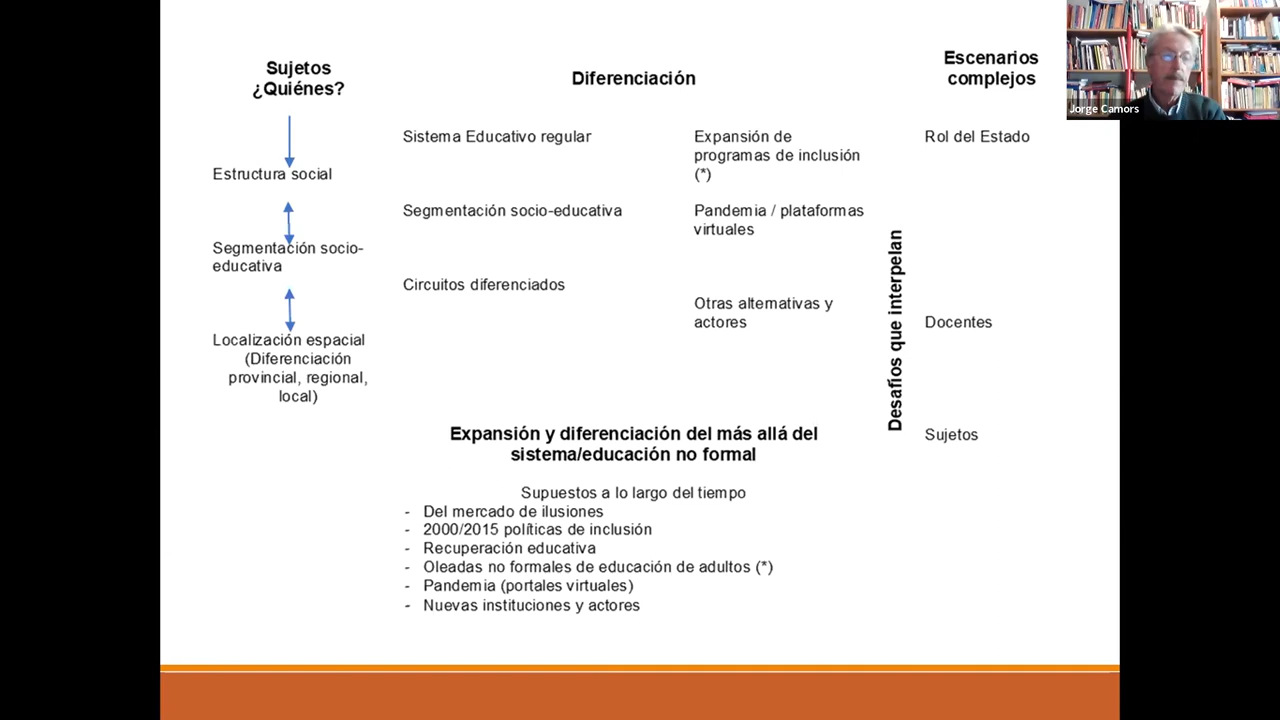 Sujetos
¿Quiénes?
Estructura social
Segmentación socio-
educativa
Localización espacial
(Diferenciación
provincial, regional,
local)
Diferenciación
Sistema Educativo regular
Segmentación socio-educativa
Circuitos diferenciados
Expansión de
programas de inclusión
(*)
Pandemia / plataformas
virtuales
Otras alternativas y
actores
Desafíos que interpelan
Escenarios
complejos
Rol del Estado
Docentes
Sujetos
Expansión y diferenciación del más allá del
sistema/educación no formal
Supuestos a lo largo del tiempo
- Del mercado de ilusiones
- 2000/2015 políticas de inclusión
- Recuperación educativa
- Oleadas no formales de educación de adultos (*)
- Pandemia (portales virtuales)
- Nuevas instituciones y actores
Jorge Camors